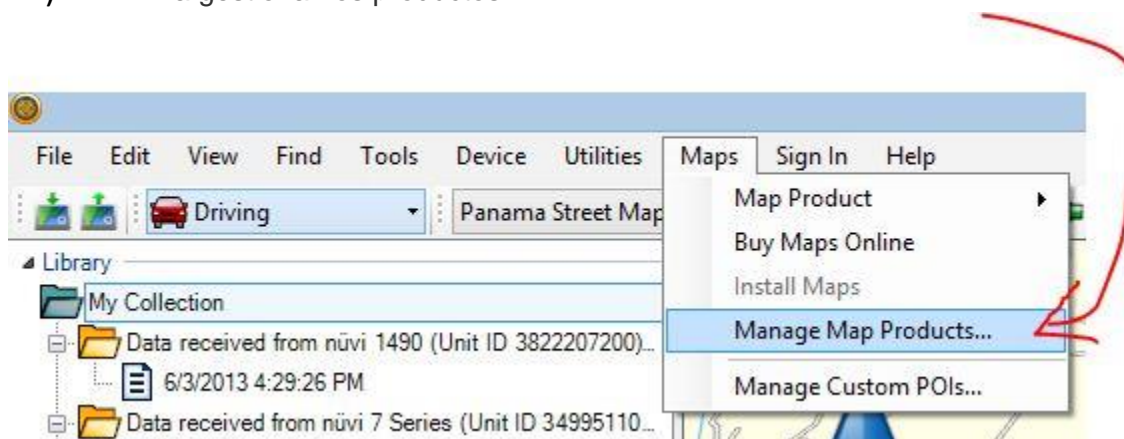 File Edit View Find Tools Device Utilities Maps Sign In Help
Driving
Panama Street Map
Map Product
Buy Maps Online
Install Maps
Manage Map Products...
Manage Custom POIs...
Library
My Collection
Data received from nüvi 1490 (Unit ID 3822207200)...
6/3/2013 4:29:26 PM
Data received from nüvi 7 Series (Unit ID 34995110...